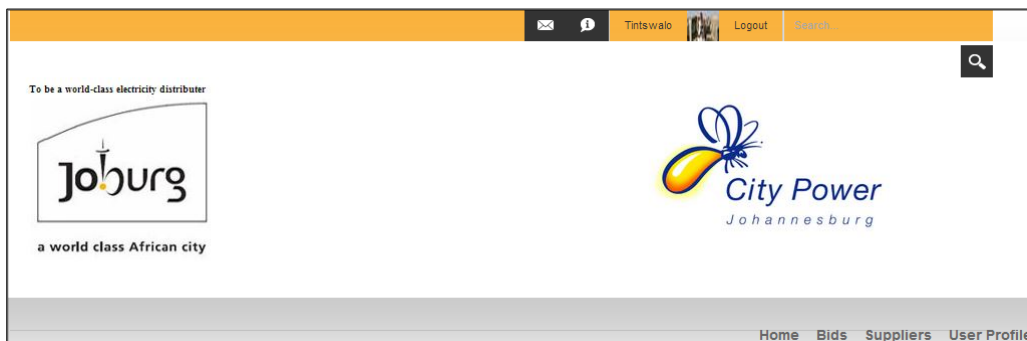 Tintswalo Logout Search...
To be a world-class electricity distributer
Joburg
a world class African city
City Power
Johannesburg
Home Bids Suppliers User Profile